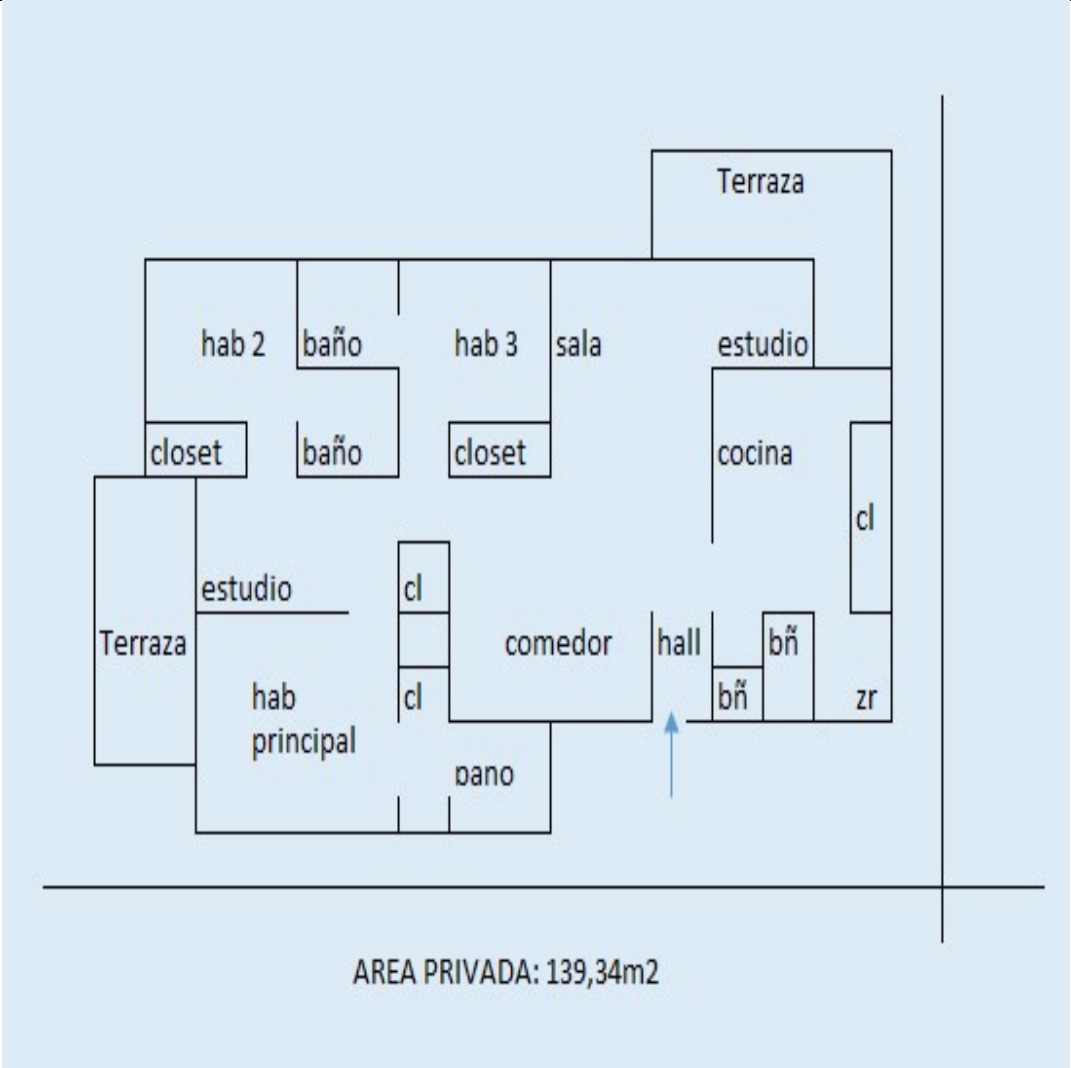 Terraza
hab 2
baño
hab 3
sala
estudio
closet
baño
closet
cocina
cl
estudio
cl
Terraza
comedor
hall
bñ
hab
principal
cl
bñ
zr
pano
AREA PRIVADA: 139,34m2